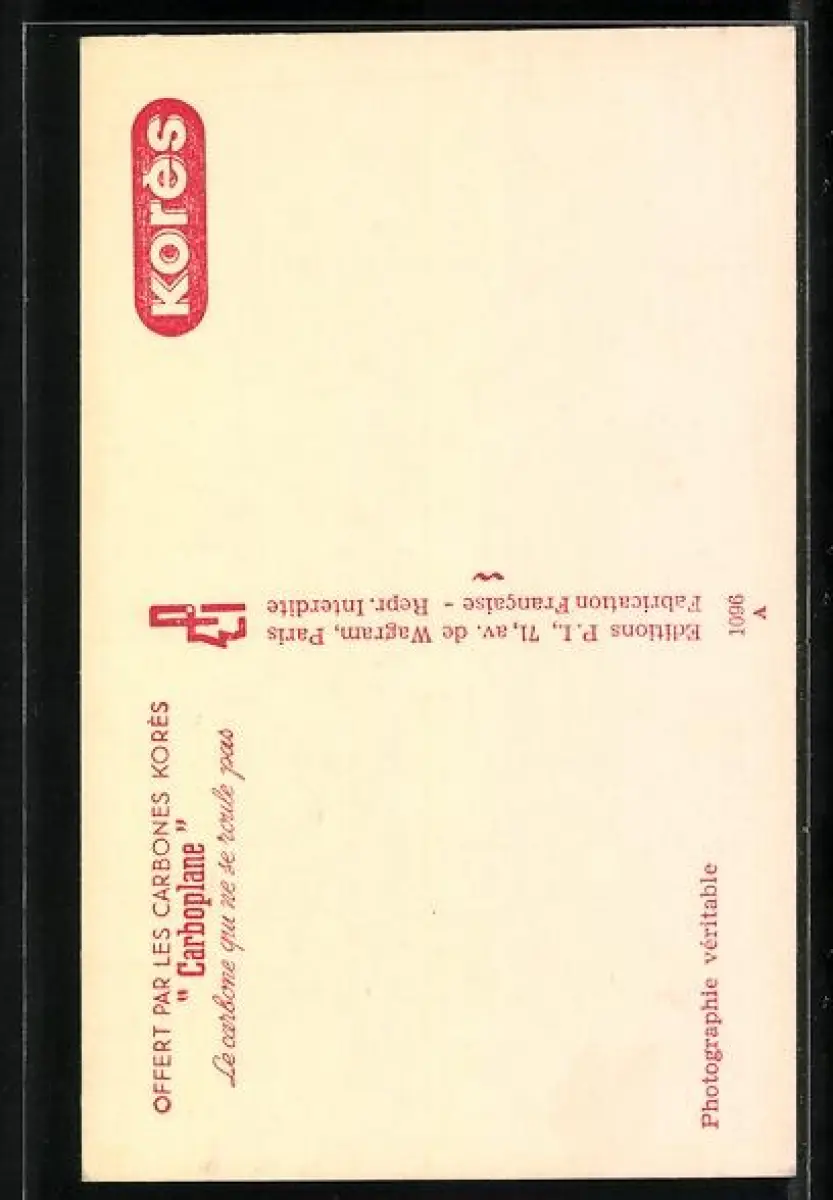 OFFERT PAR LES CARBONES KORÈS
" Carboplane "
Le carbone qui ne se roule pas
Korès
PI
Editions P.I., 71, av. de Wagram, Paris
Fabrication Française - Repr. Interdite
1096
A
Photographie véritable